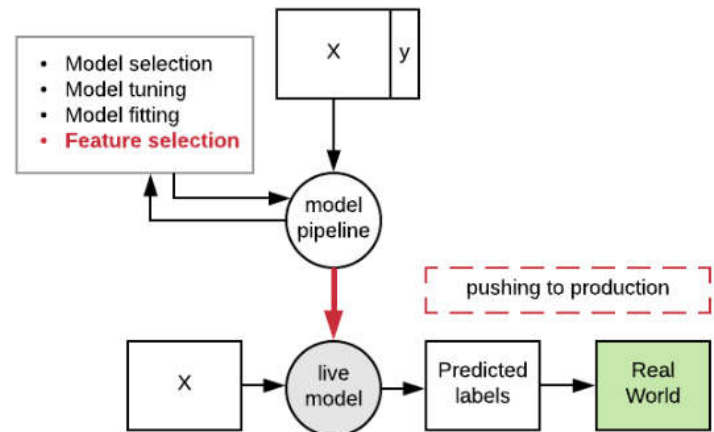 • Model selection
• Model tuning
• Model fitting
• Feature selection
X
y
model
pipeline
pushing to production
X
live
model
Predicted
labels
Real
World